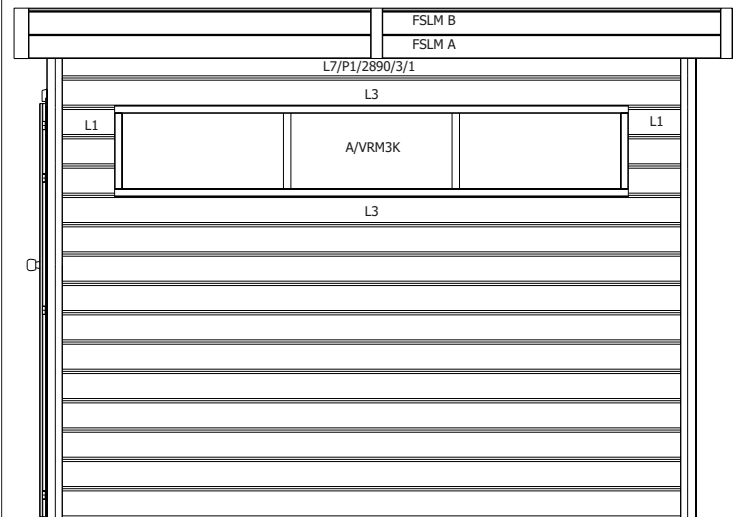 FSLM B
FSLM A
L7/P1/2890/3/1
L3
L1
L1
A/VRM3K
L3